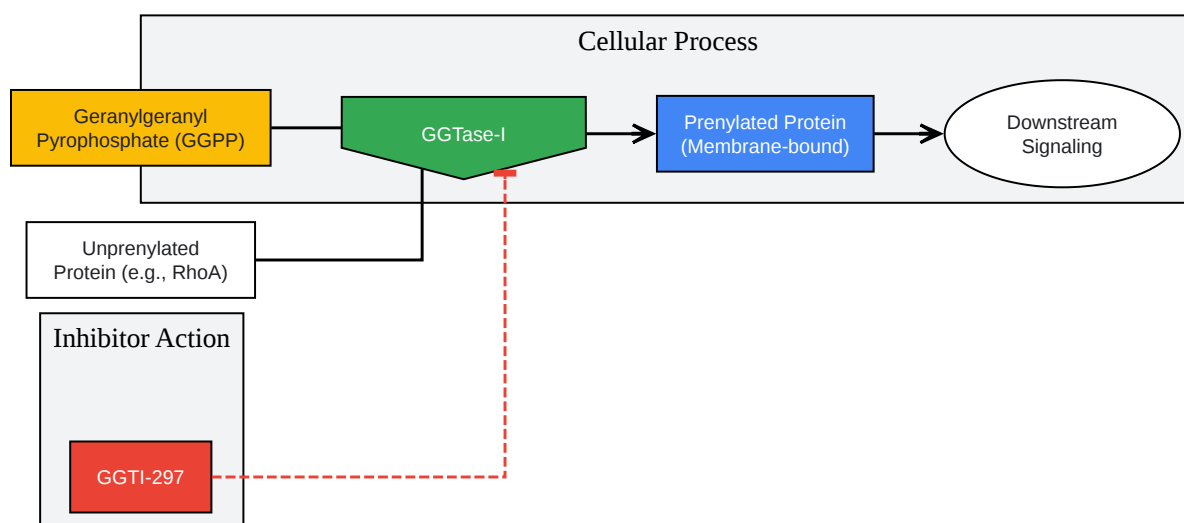 Cellular Process
Geranylgeranyl
Pyrophosphate (GGPP)
GGTase-I
Prenylated Protein
(Membrane-bound)
Downstream
Signaling
Unprenylated
Protein (e.g., RhoA)
Inhibitor Action
GGTI-297